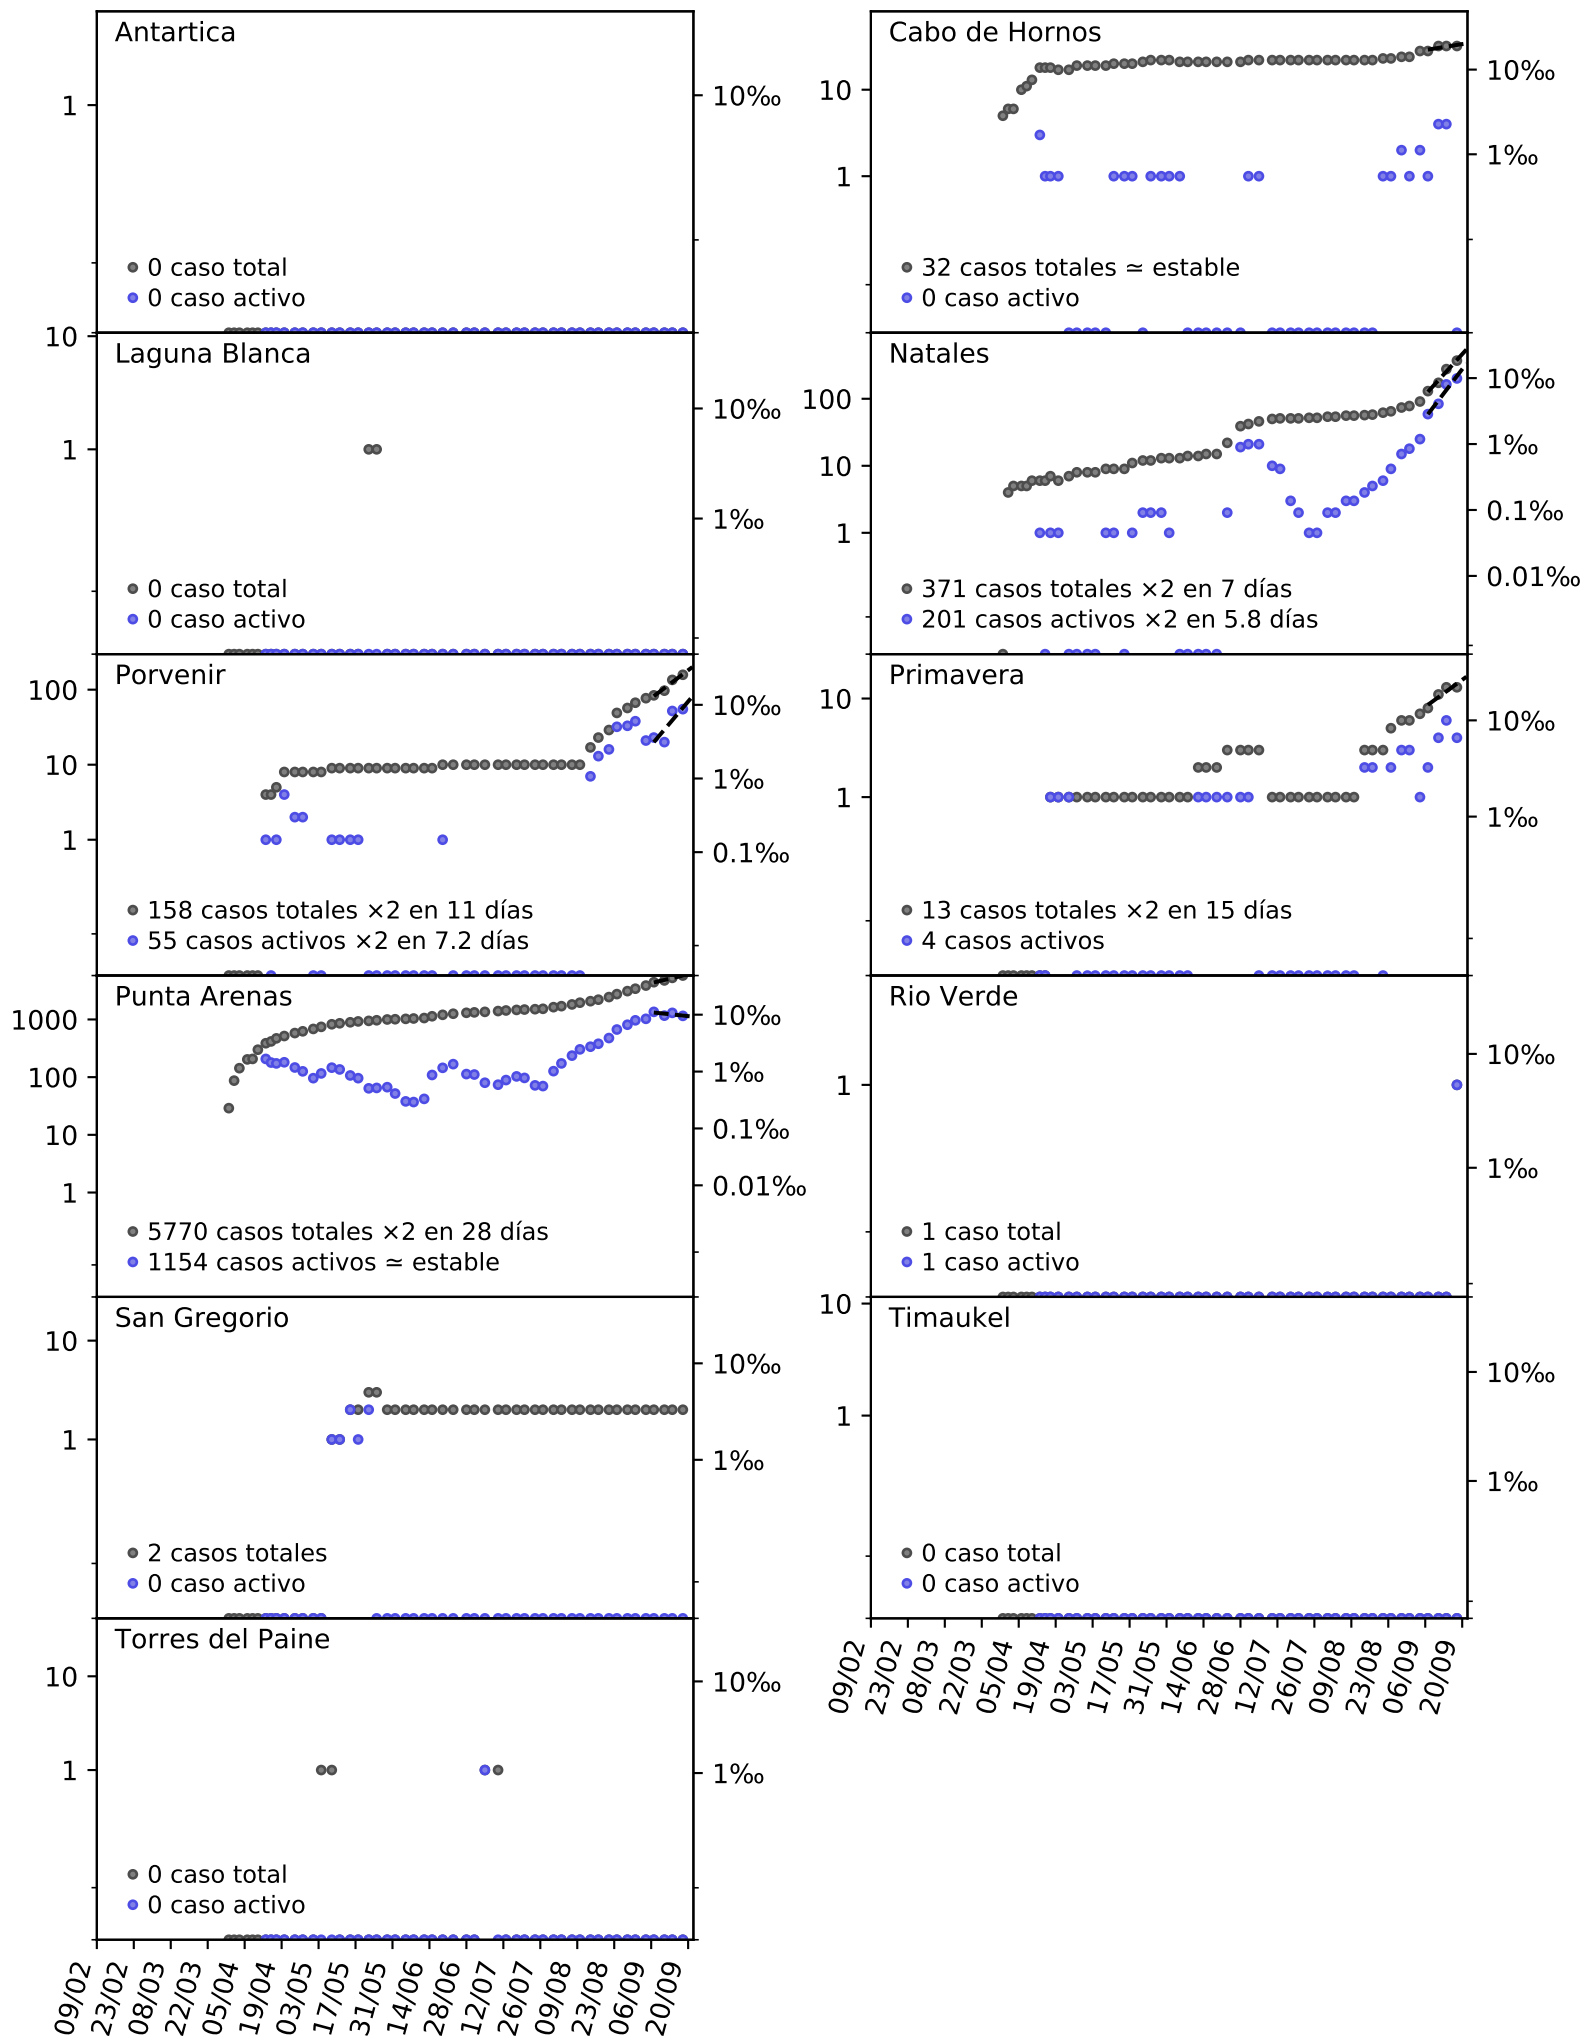 Antartica
1
10‰
0 caso total
0 caso activo
Cabo de Hornos
10
1
10‰
1‰
32 casos totales ≃ estable
0 caso activo
Laguna Blanca
10
1
10‰
1‰
0 caso total
0 caso activo
Natales
100
10
1
10‰
1‰
0.1‰
0.01‰
371 casos totales ×2 en 7 días
201 casos activos ×2 en 5.8 días
Porvenir
100
10
1
10‰
1‰
0.1‰
158 casos totales ×2 en 11 días
55 casos activos ×2 en 7.2 días
Primavera
10
1
10‰
1‰
13 casos totales ×2 en 15 días
4 casos activos
Punta Arenas
1000
100
10
1
10‰
1‰
0.1‰
0.01‰
5770 casos totales ×2 en 28 días
1154 casos activos ≃ estable
Rio Verde
1
10‰
1‰
1 caso total
1 caso activo
San Gregorio
10
1
10‰
1‰
2 casos totales
0 caso activo
Timaukel
10
1
10‰
1‰
0 caso total
0 caso activo
09/02
23/02
08/03
22/03
05/04
19/04
03/05
17/05
31/05
14/06
28/06
12/07
26/07
09/08
23/08
06/09
20/09
Torres del Paine
10
1
10‰
1‰
0 caso total
0 caso activo
09/02
23/02
08/03
22/03
05/04
19/04
03/05
17/05
31/05
14/06
28/06
12/07
26/07
09/08
23/08
06/09
20/09